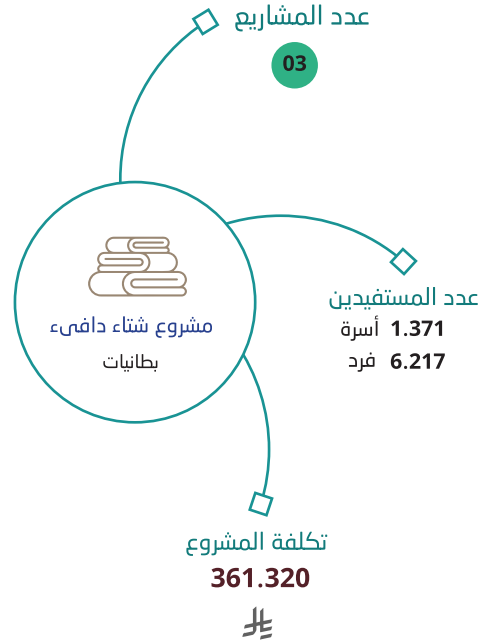 عدد المشاريع
03
مشروع شتاء دافىء
بطانيات
عدد المستفيدين
1.371 أسرة
6.217 فرد
تكلفة المشروع
361.320